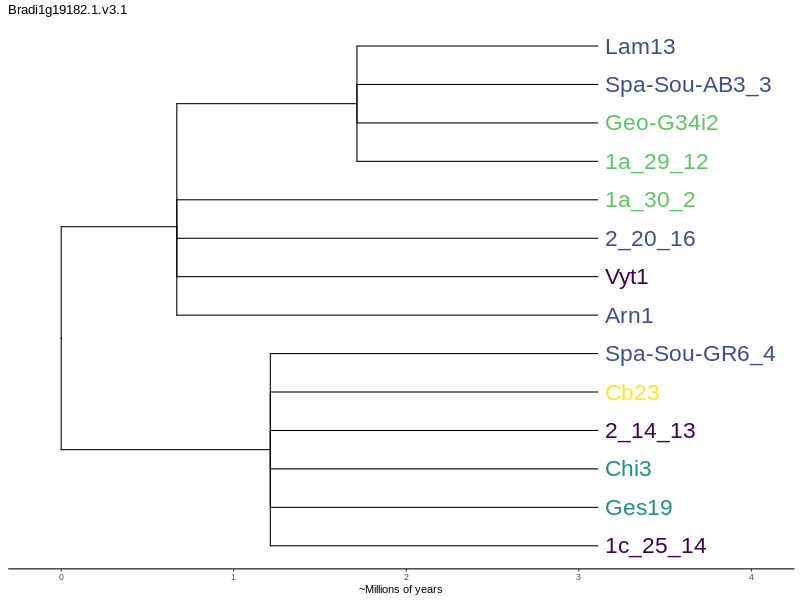 Bradi1g19182.1.v3.1
Lam13
Spa-Sou-AB3_3
Geo-G34i2
1a_29_12
1a_30_2
2_20_16
Vyt1
Arn1
Spa-Sou-GR6_4
Cb23
2_14_13
Chi3
Ges19
1c_25_14
0 1 2 3 4
~Millions of years